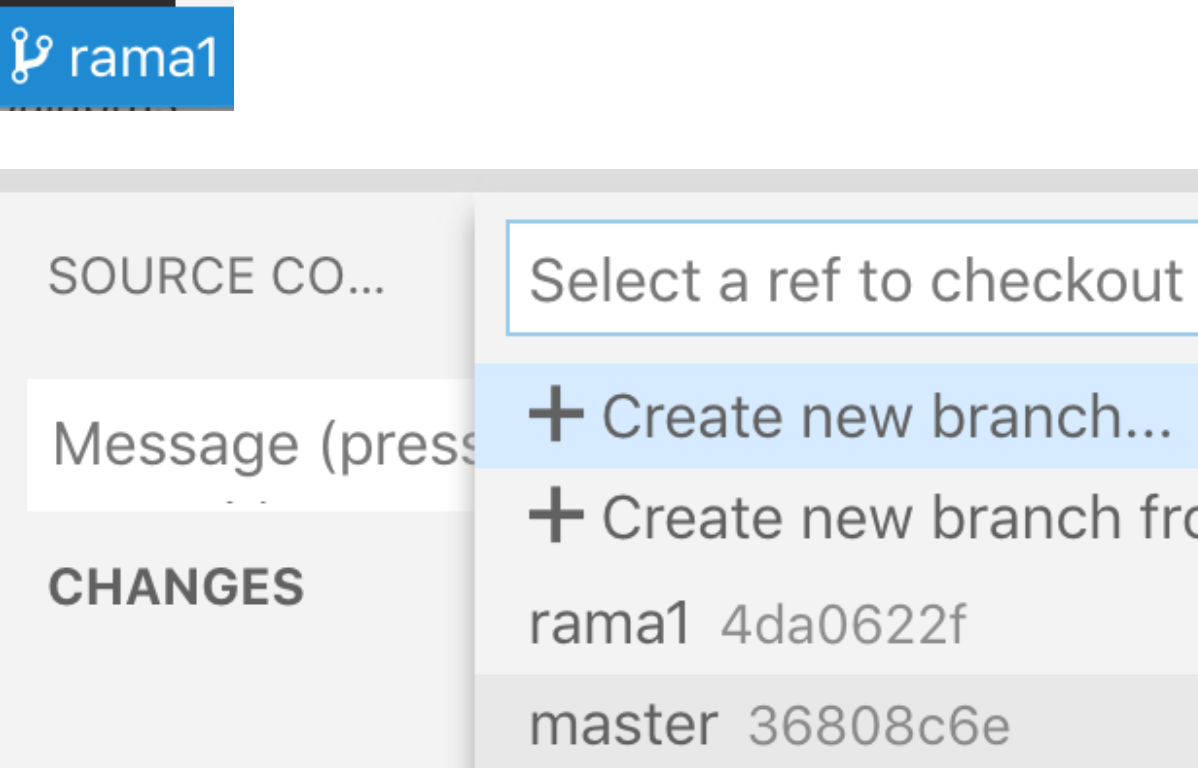 rama1
SOURCE CO...
Select a ref to checkout
Message (press
+ Create new branch...
+ Create new branch fro
CHANGES
rama1 4da0622f
master 36808c6e